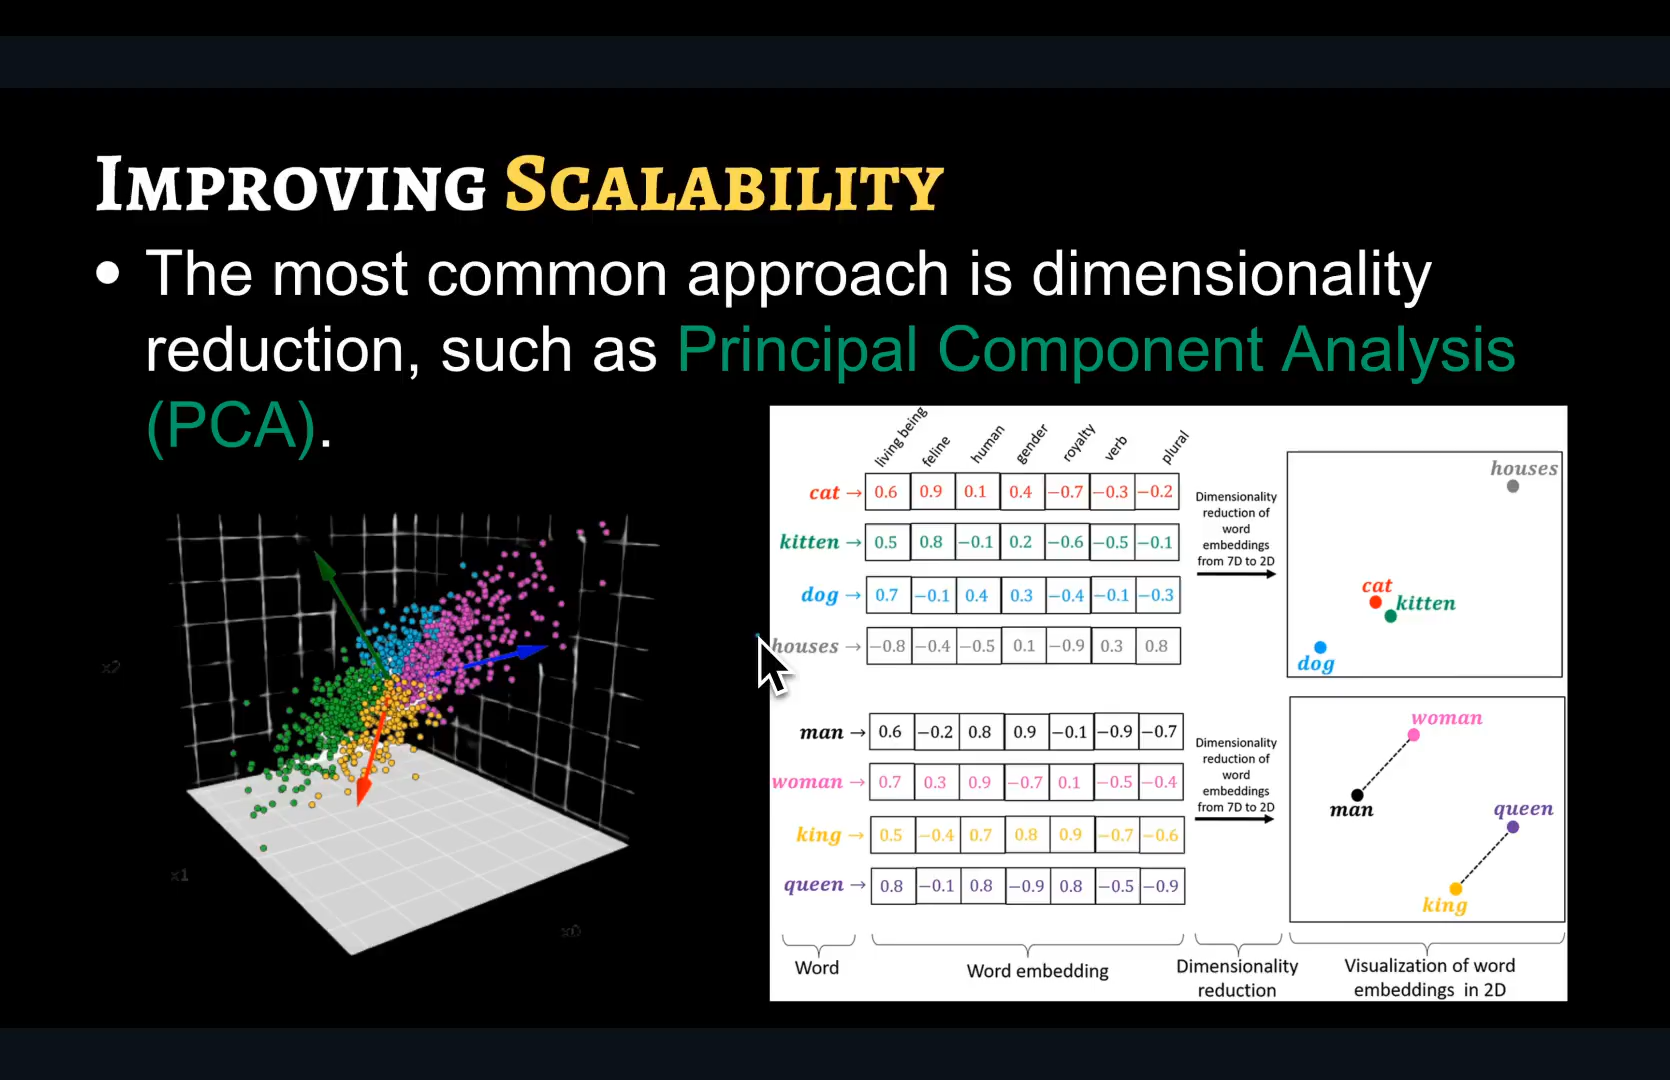 IMPROVING SCALABILITY
• The most common approach is dimensionality
reduction, such as Principal Component Analysis
(PCA).
x2
x1
x0
living being feline human gender royalty verb plural
cat → 0.6 0.9 0.1 0.4 −0.7 −0.3 −0.2
kitten → 0.5 0.8 −0.1 0.2 −0.6 −0.5 −0.1
dog → 0.7 −0.1 0.4 0.3 −0.4 −0.1 −0.3
houses → −0.8 −0.4 −0.5 0.1 −0.9 0.3 0.8
Dimensionality
reduction of
word
embeddings
from 7D to 2D
houses
cat
kitten
dog
man → 0.6 −0.2 0.8 0.9 −0.1 −0.9 −0.7
woman → 0.7 0.3 0.9 −0.7 0.1 −0.5 −0.4
king → 0.5 −0.4 0.7 0.8 0.9 −0.7 −0.6
queen → 0.8 −0.1 0.8 −0.9 0.8 −0.5 −0.9
Dimensionality
reduction of
word
embeddings
from 7D to 2D
woman
man
queen
king
Word
Word embedding
Dimensionality
reduction
Visualization of word
embeddings in 2D